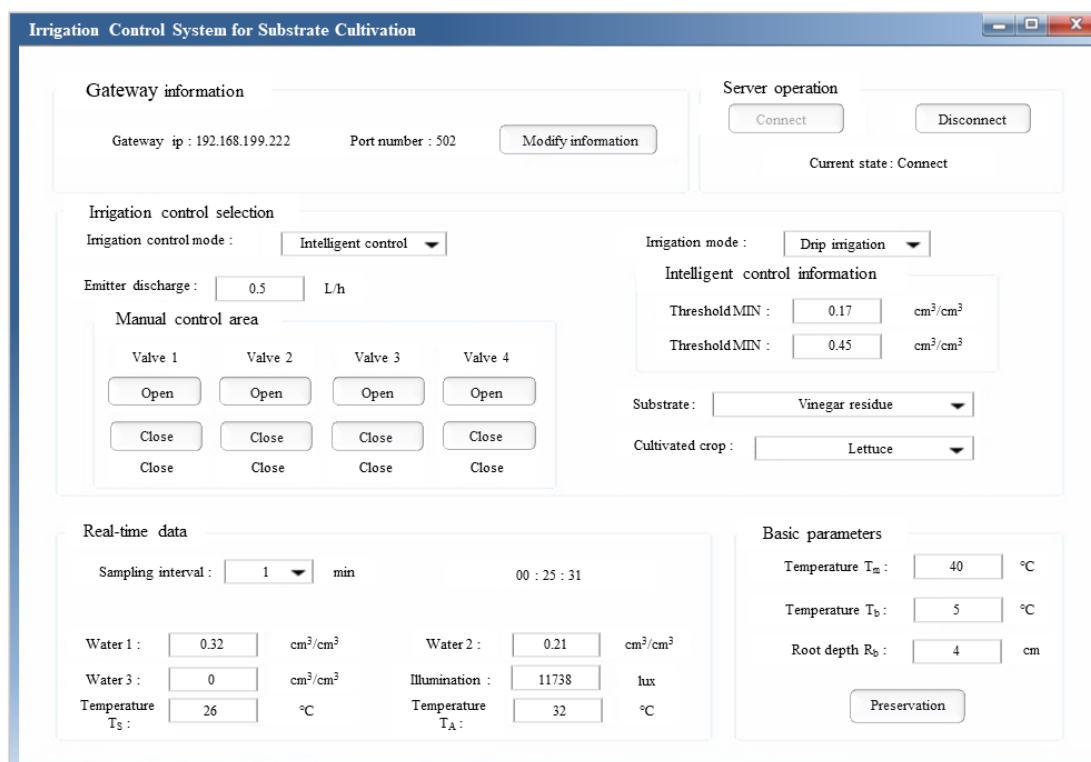 Irrigation Control System for Substrate Cultivation
Gateway information
Gateway ip : 192.168.199.222 Port number : 502 Modify information
Server operation
Connect Disconnect
Current state : Connect
Irrigation control selection
Irrigation control mode : Intelligent control
Emitter discharge : 0.5 L/h
Manual control area
Valve 1 Valve 2 Valve 3 Valve 4
Open Open Open Open
Close Close Close Close
Close Close Close Close
Irrigation mode : Drip irrigation
Intelligent control information
Threshold MIN : 0.17 cm³/cm³
Threshold MIN : 0.45 cm³/cm³
Substrate : Vinegar residue
Cultivated crop : Lettuce
Real-time data
Sampling interval : 1 min 00 : 25 : 31
Water 1 : 0.32 cm³/cm³ Water 2 : 0.21 cm³/cm³
Water 3 : 0 cm³/cm³ Illumination : 11738 lux
Temperature T_S : 26 °C Temperature T_A : 32 °C
Basic parameters
Temperature T_m : 40 °C
Temperature T_b : 5 °C
Root depth R_b : 4 cm
Preservation